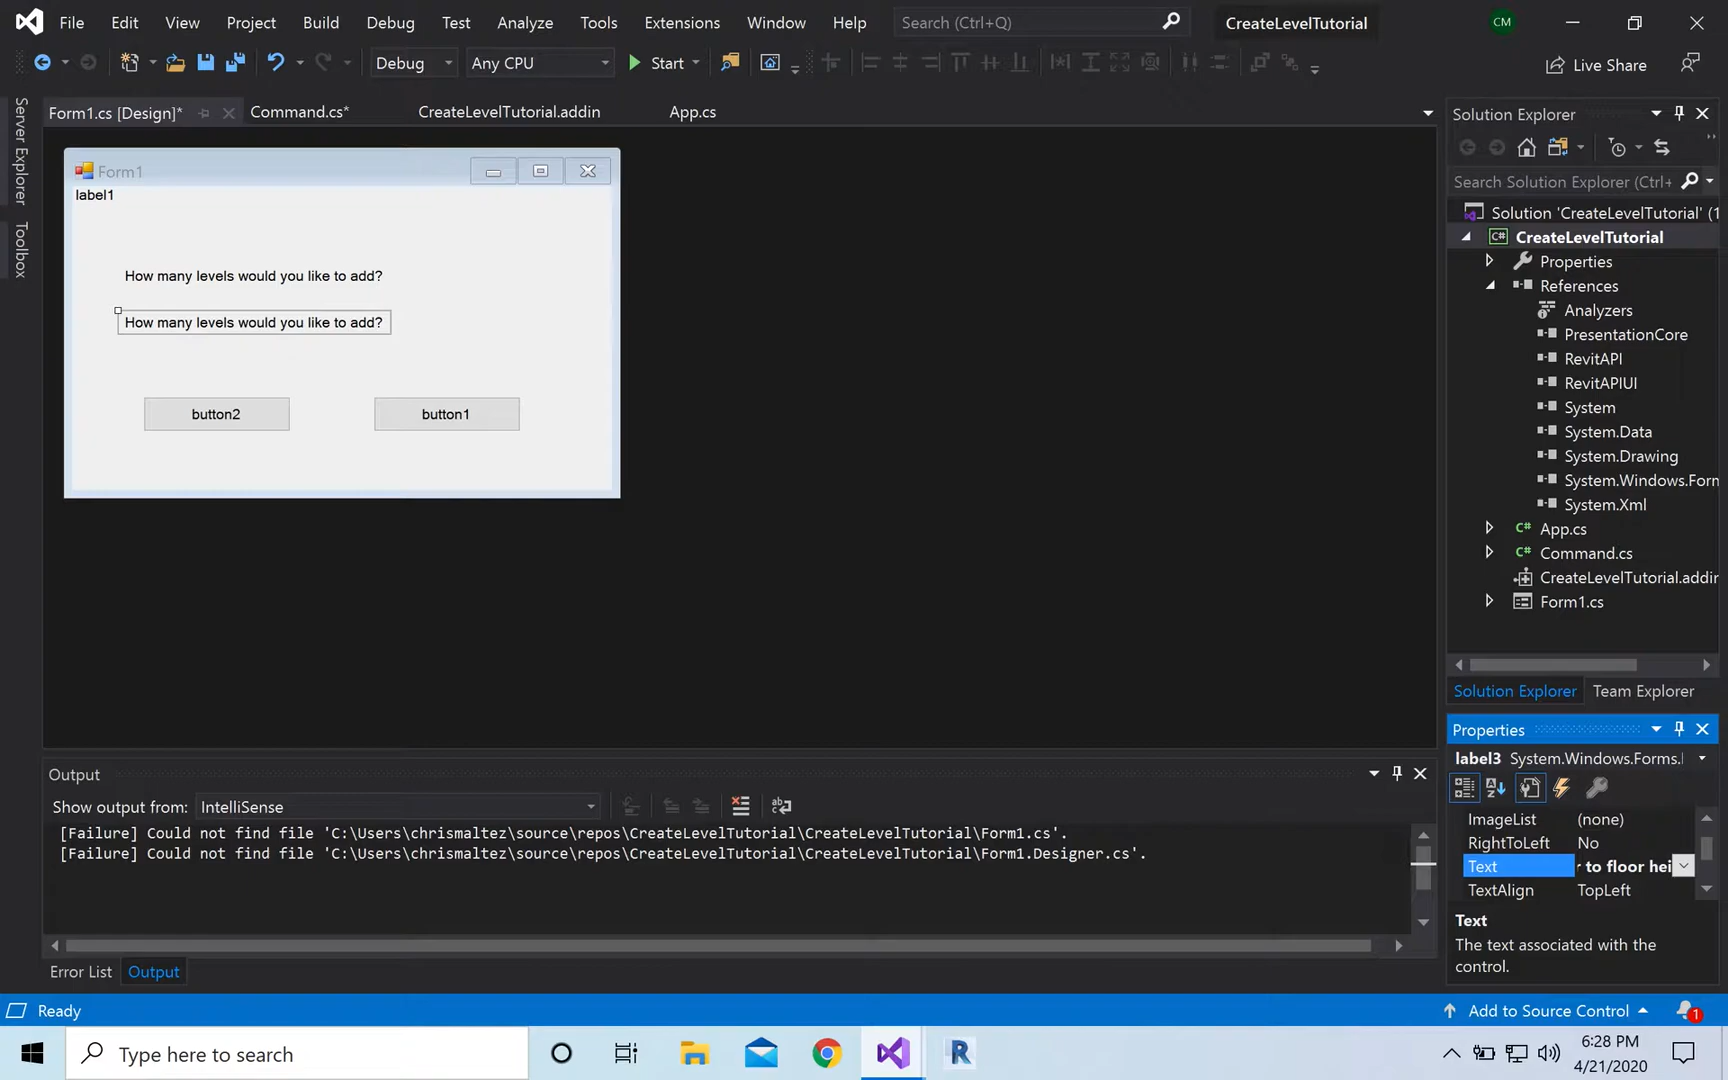 File Edit View Project Build Debug Test Analyze Tools Extensions Window Help Search (Ctrl+Q) CreateLevelTutorial CM
Debug Any CPU Start Live Share
Server Explorer
Toolbox
Form1.cs [Design]* Command.cs* CreateLevelTutorial.addin App.cs
Form1
label1
How many levels would you like to add?
How many levels would you like to add?
button2 button1
Solution Explorer
Search Solution Explorer (Ctrl+
Solution 'CreateLevelTutorial' (1
C# CreateLevelTutorial
Properties
References
Analyzers
PresentationCore
RevitAPI
RevitAPIUI
System
System.Data
System.Drawing
System.Windows.Form
System.Xml
C# App.cs
C# Command.cs
CreateLevelTutorial.addin
Form1.cs
Solution Explorer Team Explorer
Properties
label3 System.Windows.Forms.
ImageList (none)
RightToLeft No
Text to floor hei
TextAlign TopLeft
Text
The text associated with the
control.
Output
Show output from: IntelliSense
[Failure] Could not find file 'C:\Users\chrismaltez\source\repos\CreateLevelTutorial\CreateLevelTutorial\Form1.cs'.
[Failure] Could not find file 'C:\Users\chrismaltez\source\repos\CreateLevelTutorial\CreateLevelTutorial\Form1.Designer.cs'.
Error List Output
Ready Add to Source Control 1
Type here to search R 6:28 PM
4/21/2020